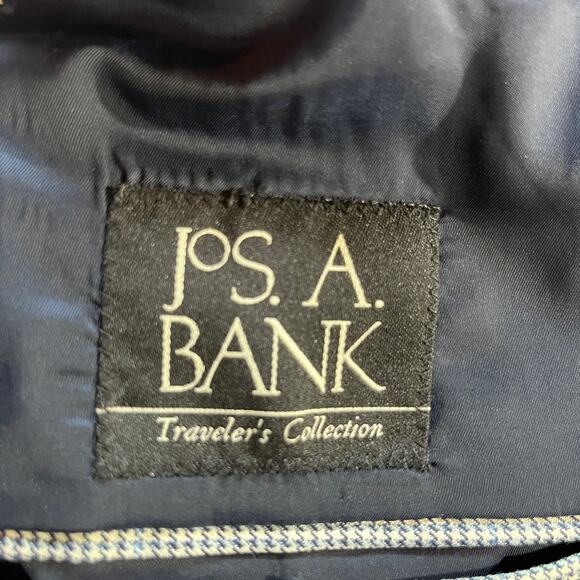 JoS. A.
BANK
Traveler's Collection